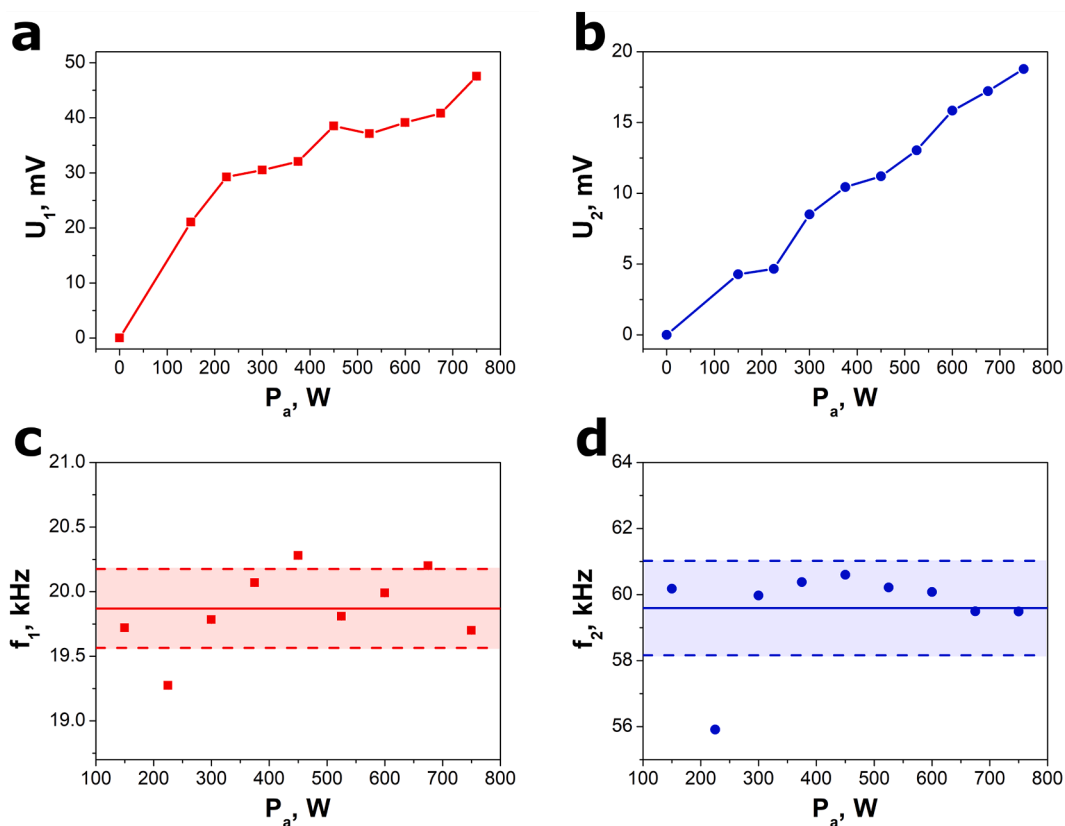 a
50
40
30
20
10
0
U1, mV
0 100 200 300 400 500 600 700 800
Pa, W
b
20
15
10
5
0
U2, mV
0 100 200 300 400 500 600 700 800
Pa, W
c
21.0
20.5
20.0
19.5
19.0
f1, kHz
100 200 300 400 500 600 700 800
Pa, W
d
64
62
60
58
56
f2, kHz
100 200 300 400 500 600 700 800
Pa, W